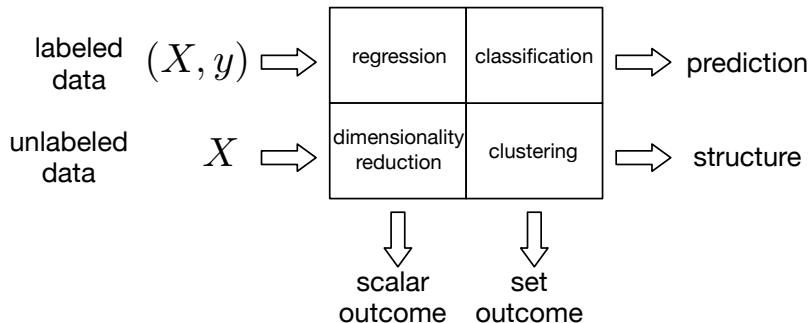 labeled
data
(X, y)
regression
classification
prediction
unlabeled
data
X
dimensionality
reduction
clustering
structure
scalar
outcome
set
outcome